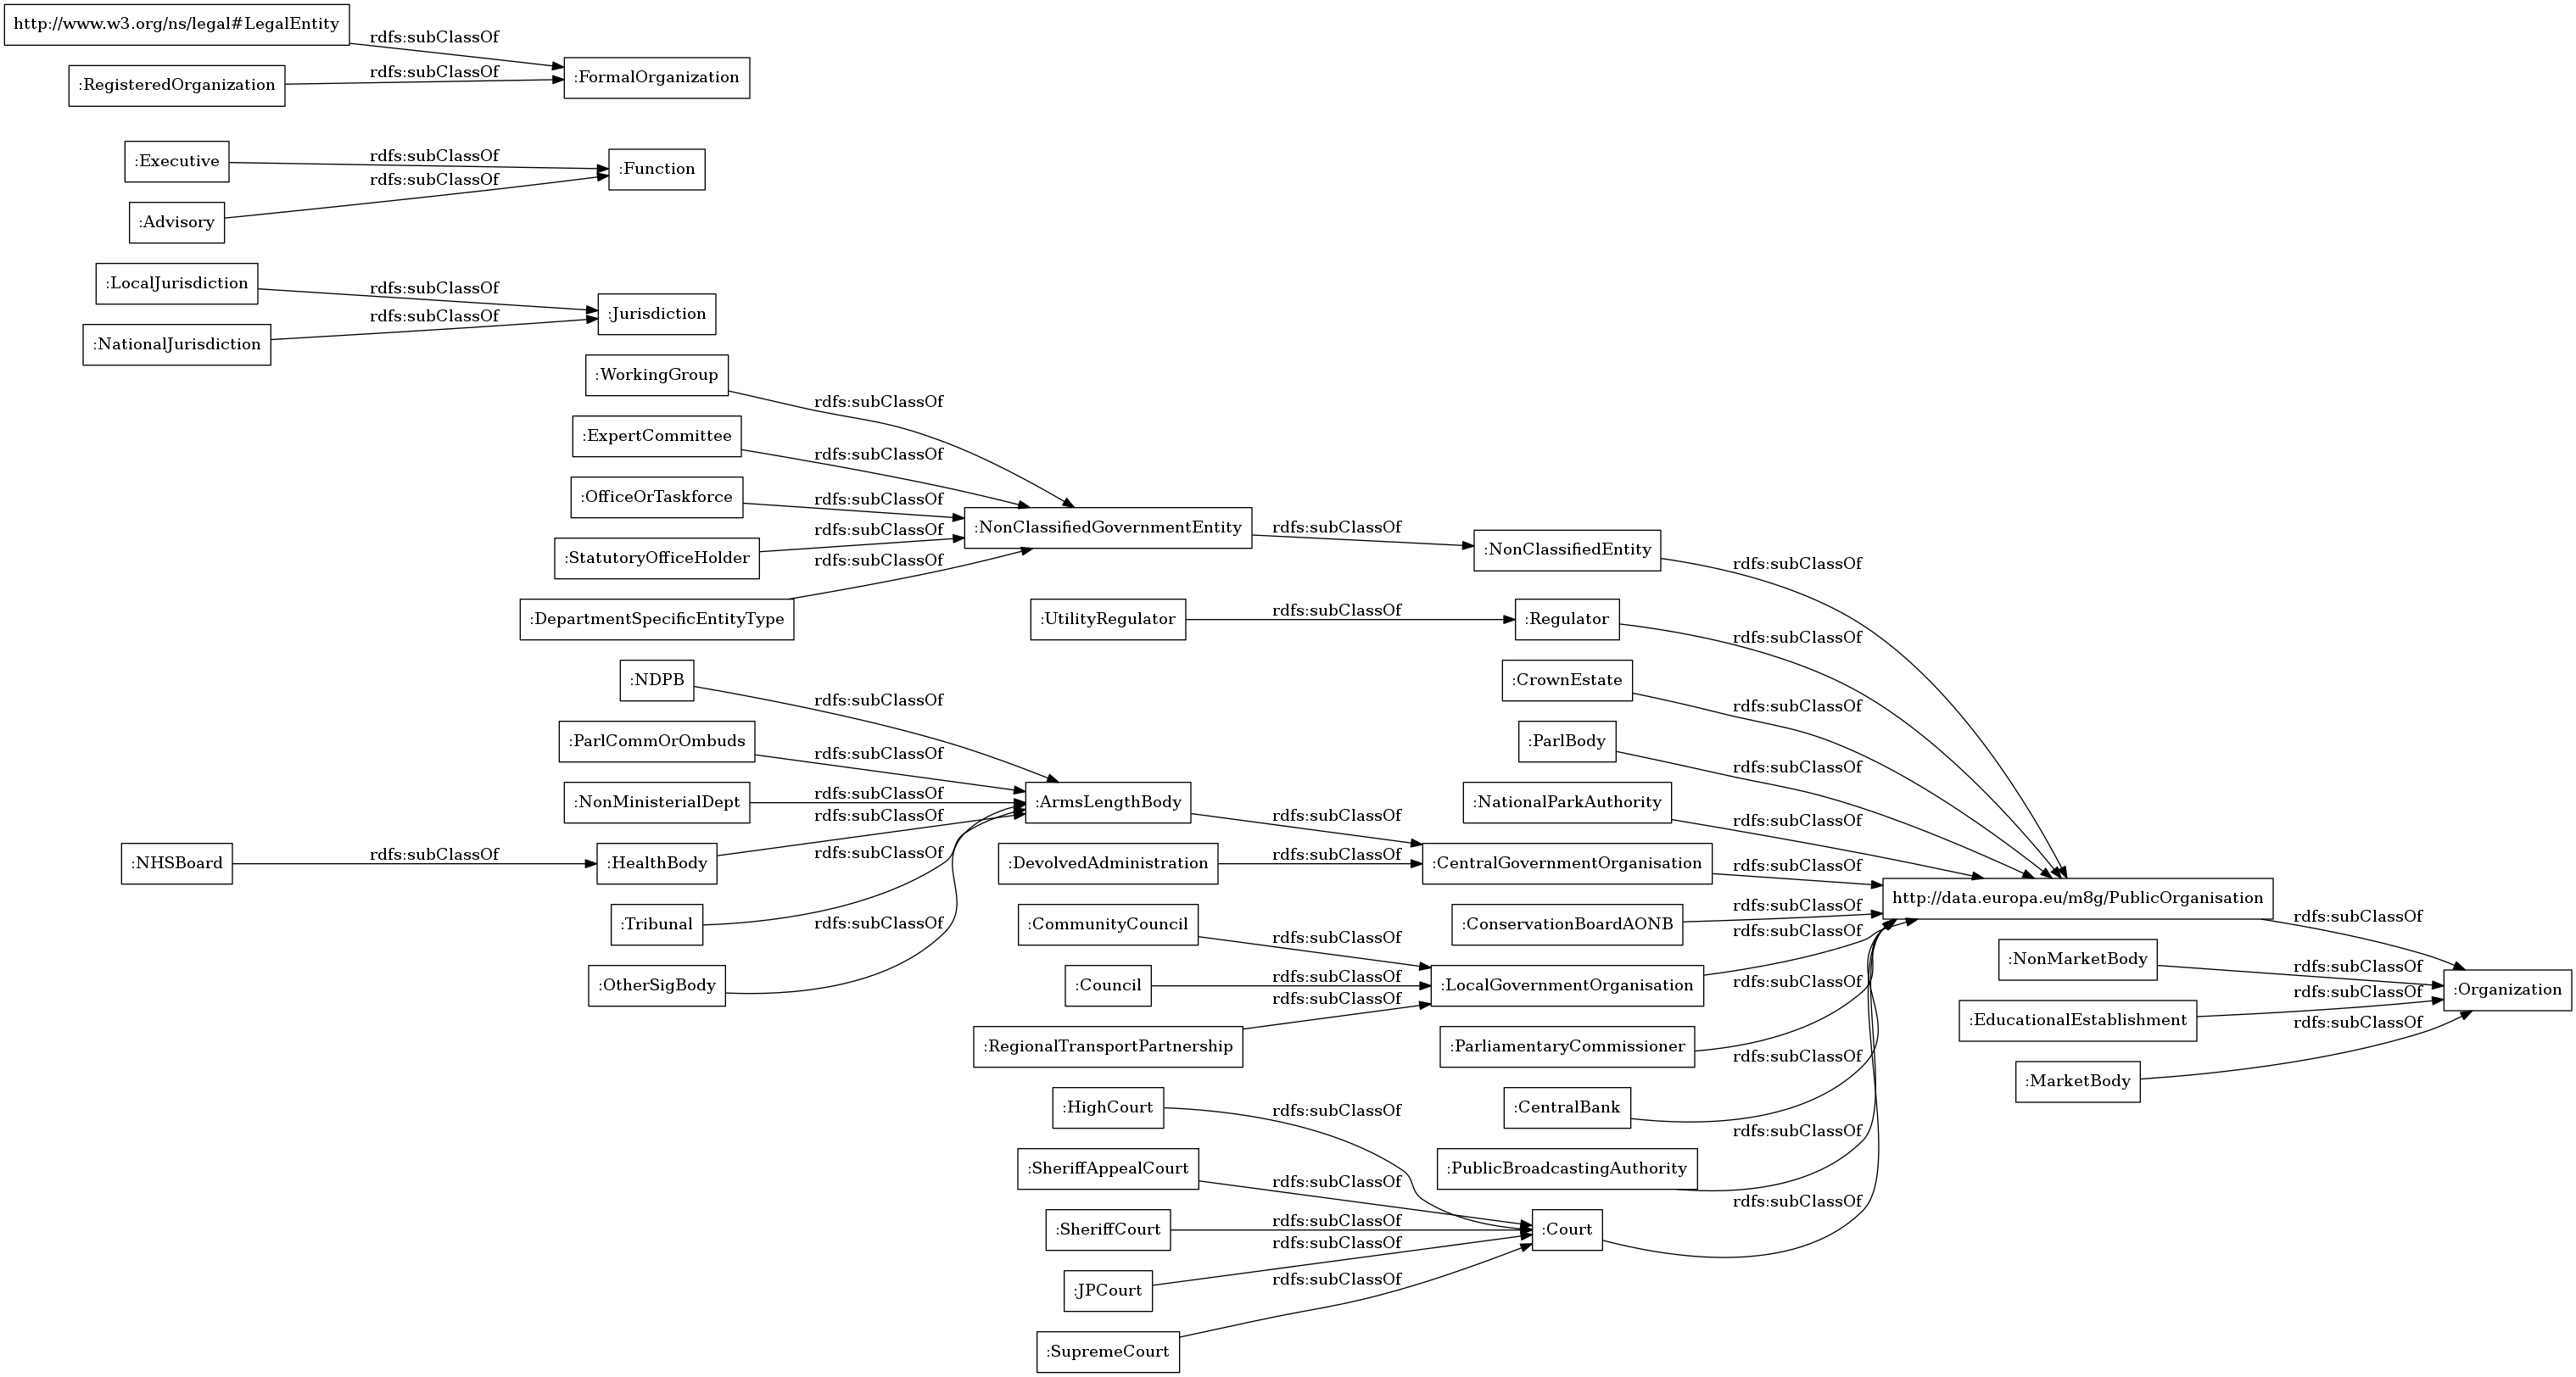 http://www.w3.org/ns/legal#LegalEntity
rdfs:subClassOf
:RegisteredOrganization
rdfs:subClassOf
:FormalOrganization
:Executive
rdfs:subClassOf
:Function
:Advisory
rdfs:subClassOf
:LocalJurisdiction
rdfs:subClassOf
:Jurisdiction
:NationalJurisdiction
rdfs:subClassOf
:WorkingGroup
rdfs:subClassOf
:ExpertCommittee
rdfs:subClassOf
:OfficeOrTaskforce
rdfs:subClassOf
:StatutoryOfficeHolder
rdfs:subClassOf
:DepartmentSpecificEntityType
rdfs:subClassOf
:NonClassifiedGovernmentEntity
rdfs:subClassOf
:NonClassifiedEntity
rdfs:subClassOf
:UtilityRegulator
rdfs:subClassOf
:Regulator
rdfs:subClassOf
:CrownEstate
rdfs:subClassOf
:ParlBody
rdfs:subClassOf
:NationalParkAuthority
rdfs:subClassOf
:NDPB
rdfs:subClassOf
:ParlCommOrOmbuds
rdfs:subClassOf
:NonMinisterialDept
rdfs:subClassOf
:NHSBoard
rdfs:subClassOf
:HealthBody
rdfs:subClassOf
:Tribunal
rdfs:subClassOf
:OtherSigBody
rdfs:subClassOf
:ArmsLengthBody
rdfs:subClassOf
:DevolvedAdministration
rdfs:subClassOf
:CentralGovernmentOrganisation
rdfs:subClassOf
:ConservationBoardAONB
rdfs:subClassOf
:CommunityCouncil
rdfs:subClassOf
:Council
rdfs:subClassOf
:RegionalTransportPartnership
rdfs:subClassOf
:LocalGovernmentOrganisation
rdfs:subClassOf
:ParliamentaryCommissioner
rdfs:subClassOf
:CentralBank
rdfs:subClassOf
:PublicBroadcastingAuthority
rdfs:subClassOf
:HighCourt
rdfs:subClassOf
:SheriffAppealCourt
rdfs:subClassOf
:SheriffCourt
rdfs:subClassOf
:JPCourt
rdfs:subClassOf
:SupremeCourt
rdfs:subClassOf
:Court
rdfs:subClassOf
http://data.europa.eu/m8g/PublicOrganisation
rdfs:subClassOf
:NonMarketBody
rdfs:subClassOf
:EducationalEstablishment
rdfs:subClassOf
:MarketBody
rdfs:subClassOf
:Organization